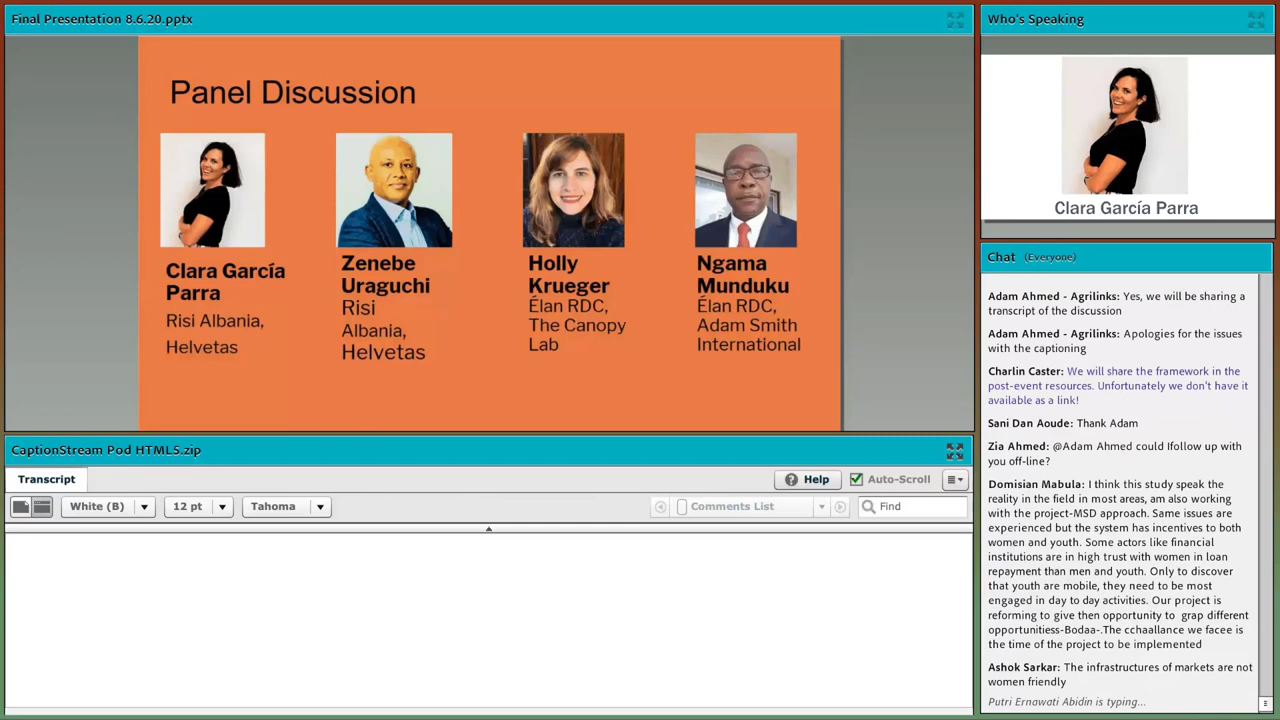 Final Presentation 8.6.20.pptx
Panel Discussion
Clara García
Parra
Risi Albania,
Helvetas
Zenebe
Uraguchi
Risi
Albania,
Helvetas
Holly
Krueger
Élan RDC,
The Canopy
Lab
Ngama
Munduku
Élan RDC,
Adam Smith
International
Who's Speaking
Clara García Parra
CaptionStream Pod HTML5.zip
Transcript
Help
Auto-Scroll
White (B)
12 pt
Tahoma
Comments List
Find
Chat (Everyone)
Adam Ahmed - Agrilinks: Yes, we will be sharing a
transcript of the discussion
Adam Ahmed - Agrilinks: Apologies for the issues
with the captioning
Charlin Caster: We will share the framework in the
post-event resources. Unfortunately we don't have it
available as a link!
Sani Dan Aoude: Thank Adam
Zia Ahmed: @Adam Ahmed could Ifollow up with
you off-line?
Domisian Mabula: I think this study speak the
reality in the field in most areas, am also working
with the project-MSD approach. Same issues are
experienced but the system has incentives to both
women and youth. Some actors like financial
institutions are in high trust with women in loan
repayment than men and youth. Only to discover
that youth are mobile, they need to be most
engaged in day to day activities. Our project is
reforming to give then opportunity to grap different
opportunitiess-Bodaa-.The cchaallance we facee is
the time of the project to be implemented
Ashok Sarkar: The infrastructures of markets are not
women friendly
Putri Ernawati Abidin is typing...